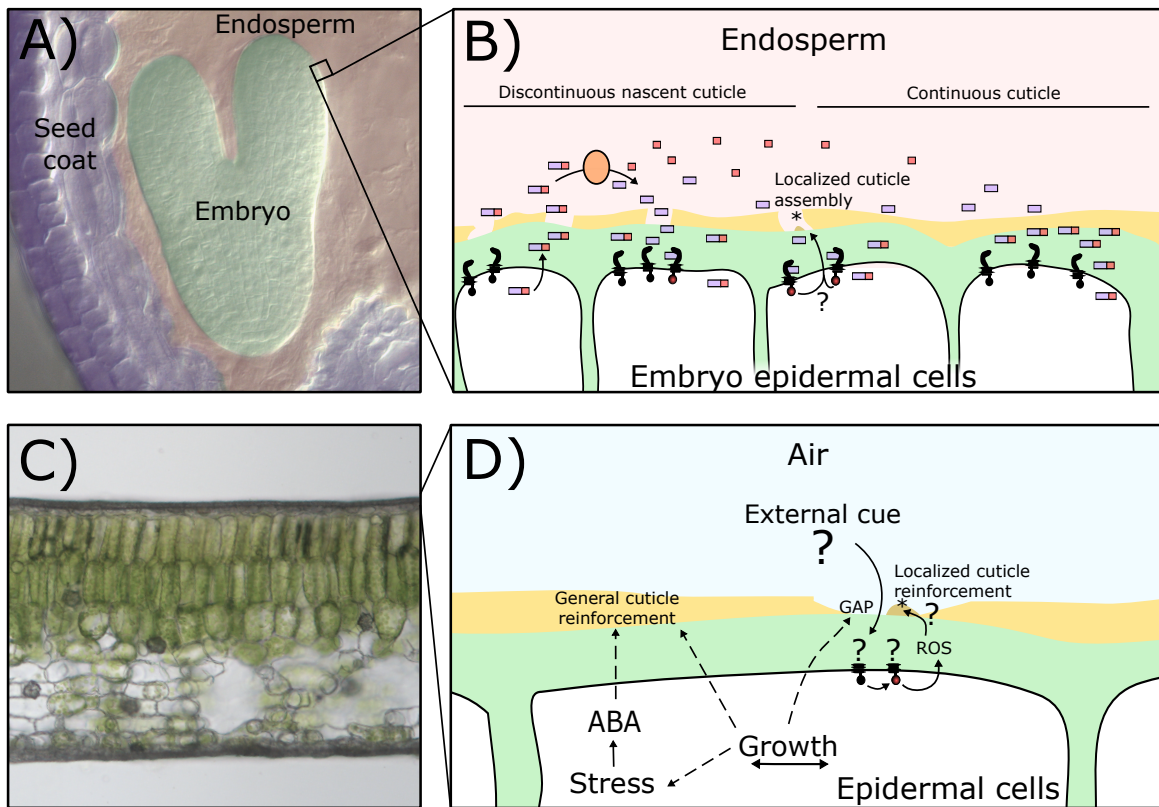 A)
Endosperm
Seed
coat
Embryo
B)
Endosperm
Discontinuous nascent cuticle
Continuous cuticle
Localized cuticle
assembly
*
?
Embryo epidermal cells
C)
D)
Air
External cue
?
Localized cuticle
reinforcement
General cuticle
reinforcement
GAP
*
?
? ?
ROS
ABA
Growth
Stress
Epidermal cells